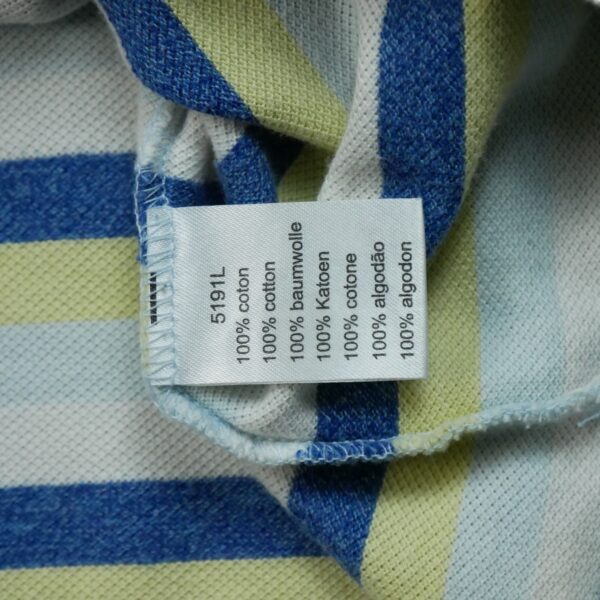 5191L
100% coton
100% cotton
100% baumwolle
100% Katoen
100% cotone
100% algodão
100% algodon